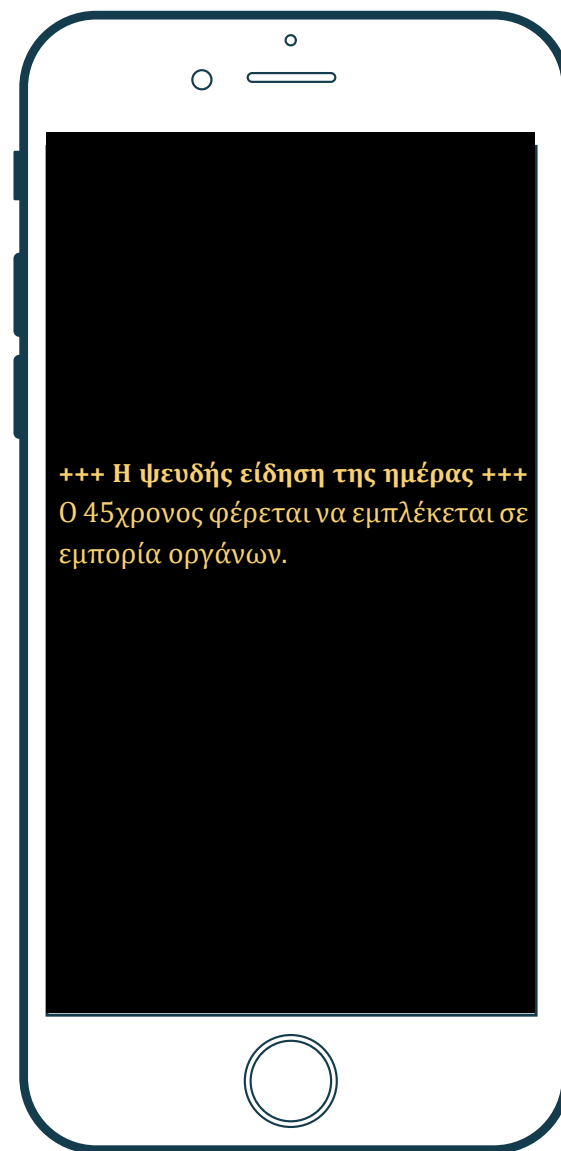 +++ Η ψευδής είδηση της ημέρας +++
Ο 45χρονος φέρεται να εμπλέκεται σε
εμπορία οργάνων.